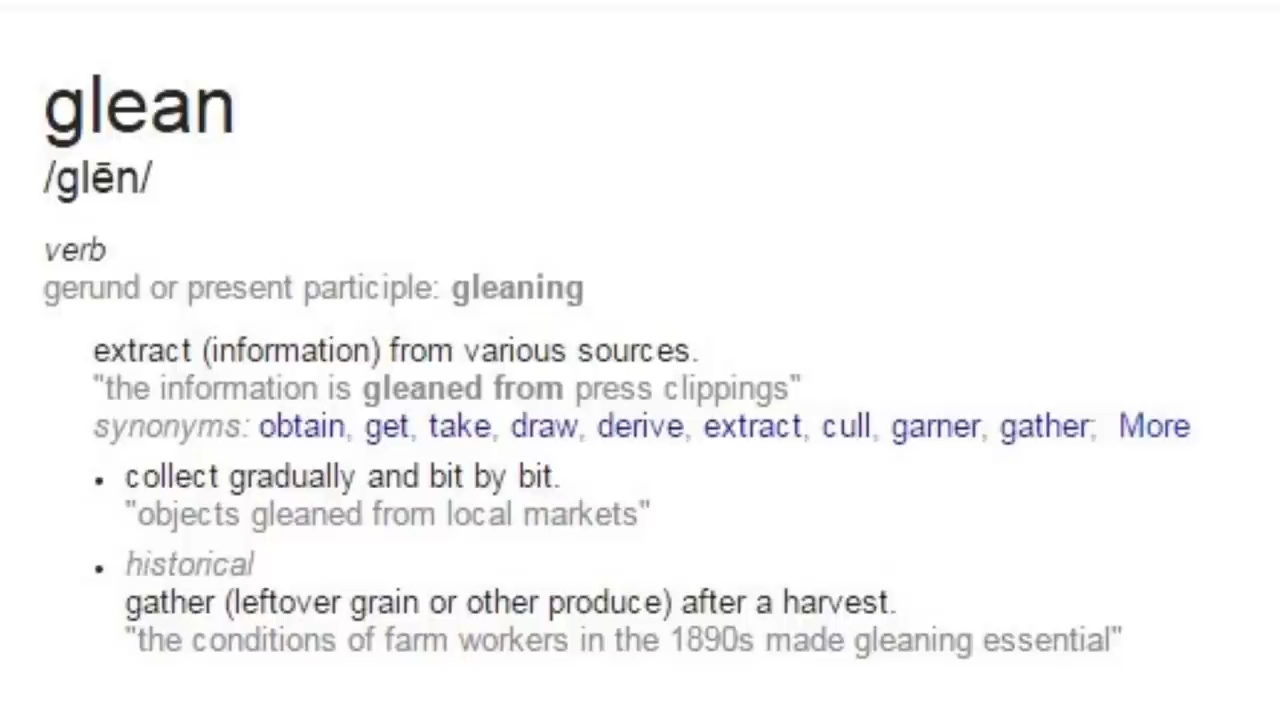 glean
/glēn/
verb
gerund or present participle: gleaning
extract (information) from various sources.
"the information is gleaned from press clippings"
synonyms: obtain, get, take, draw, derive, extract, cull, garner, gather; More
• collect gradually and bit by bit.
"objects gleaned from local markets"
• historical
gather (leftover grain or other produce) after a harvest.
"the conditions of farm workers in the 1890s made gleaning essential"